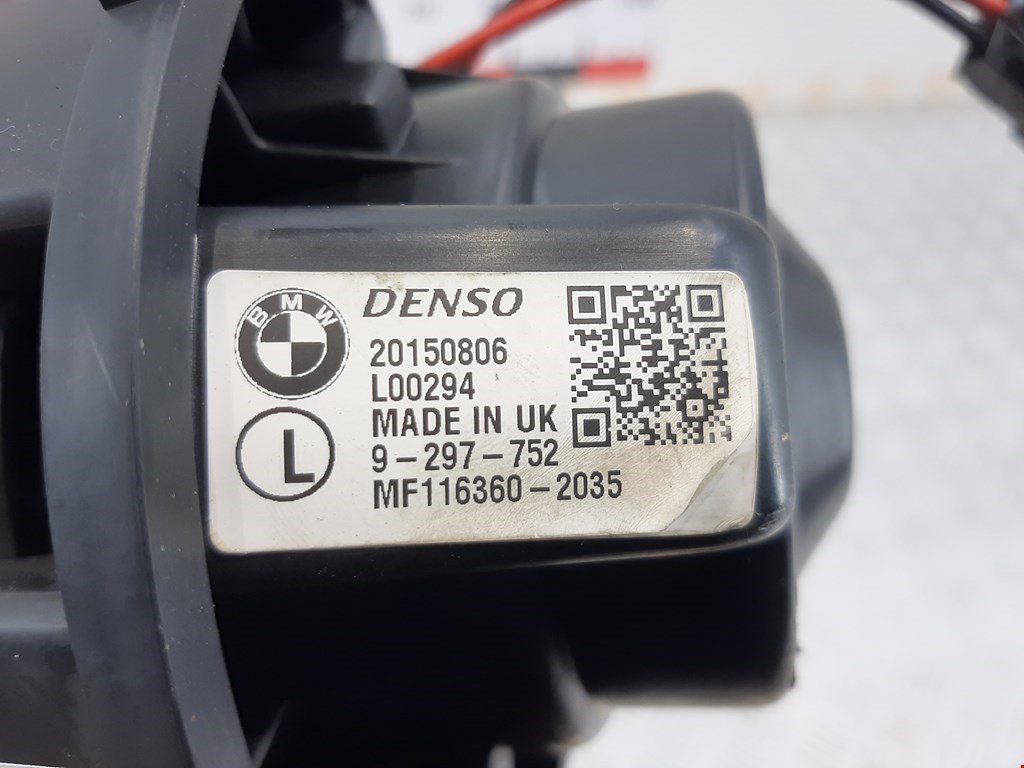 BMW
DENSO
20150806
L00294
MADE IN UK
L
9-297-752
MF116360-2035